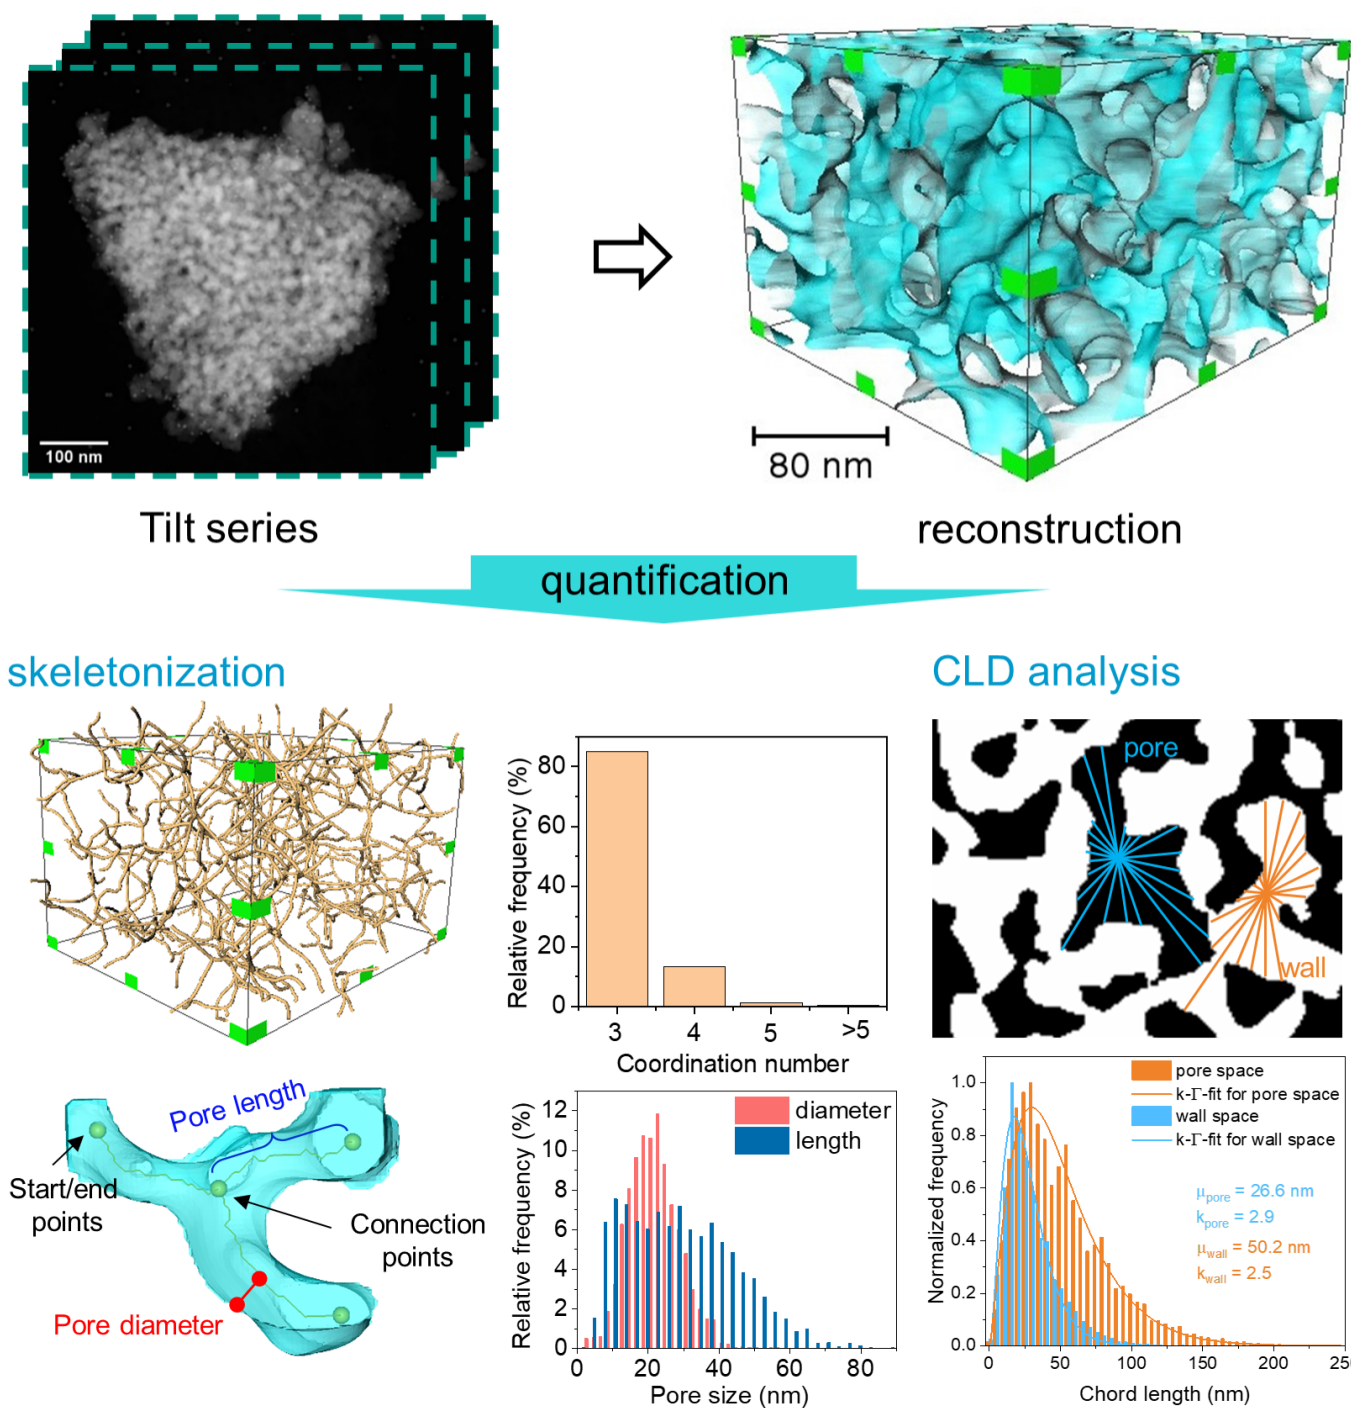 100 nm
80 nm
Tilt series
reconstruction
quantification
skeletonization
CLD analysis
80
60
40
20
0
Relative frequency (%)
3
4
5
>5
Coordination number
pore
wall
Pore length
Start/end
points
Connection
points
Pore diameter
12
10
8
6
4
2
0
Relative frequency (%)
diameter
length
0
20
40
60
80
Pore size (nm)
1.0
0.8
0.6
0.4
0.2
0.0
Normalized frequency
pore space
k-Γ-fit for pore space
wall space
k-Γ-fit for wall space
μpore = 26.6 nm
kpore = 2.9
μwall = 50.2 nm
kwall = 2.5
0
50
100
150
200
25
Chord length (nm)